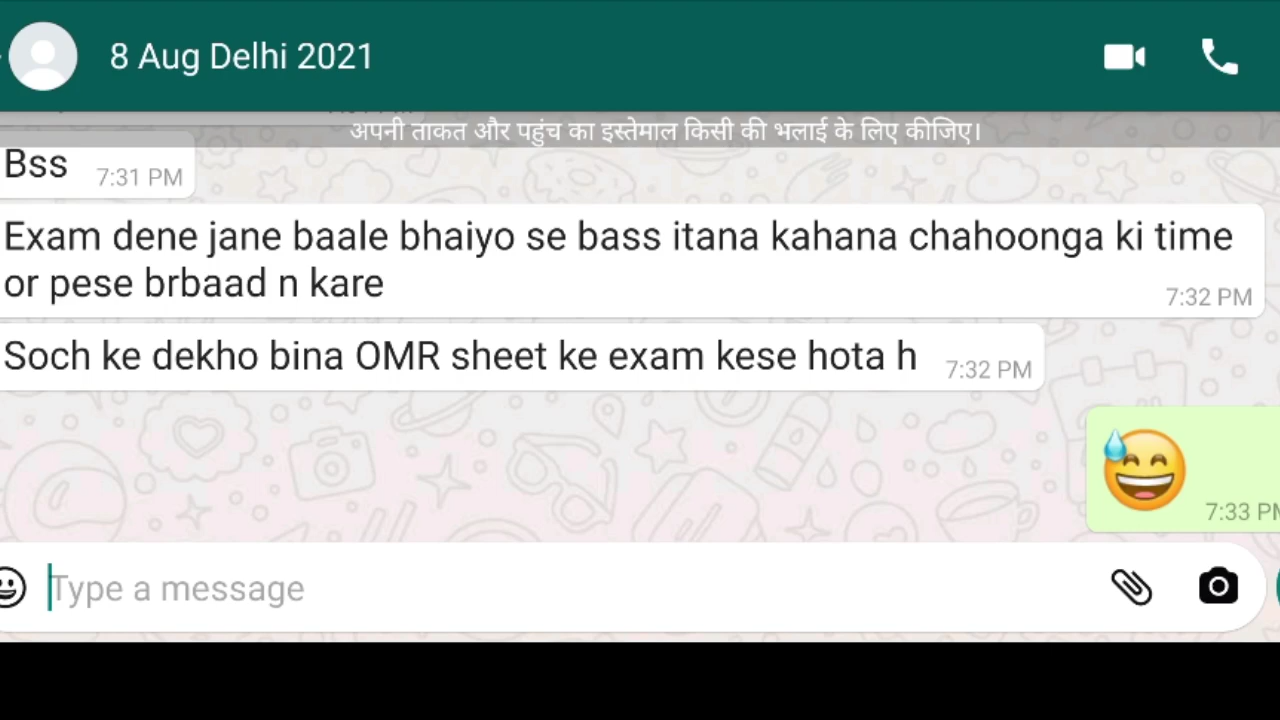 8 Aug Delhi 2021
अपनी ताकत और पहुंच का इस्तेमाल किसी की भलाई के लिए कीजिए।
Bss 7:31 PM
Exam dene jane baale bhaiyo se bass itana kahana chahoonga ki time
or pese brbaad n kare 7:32 PM
Soch ke dekho bina OMR sheet ke exam kese hota h 7:32 PM
7:33 PM
Type a message